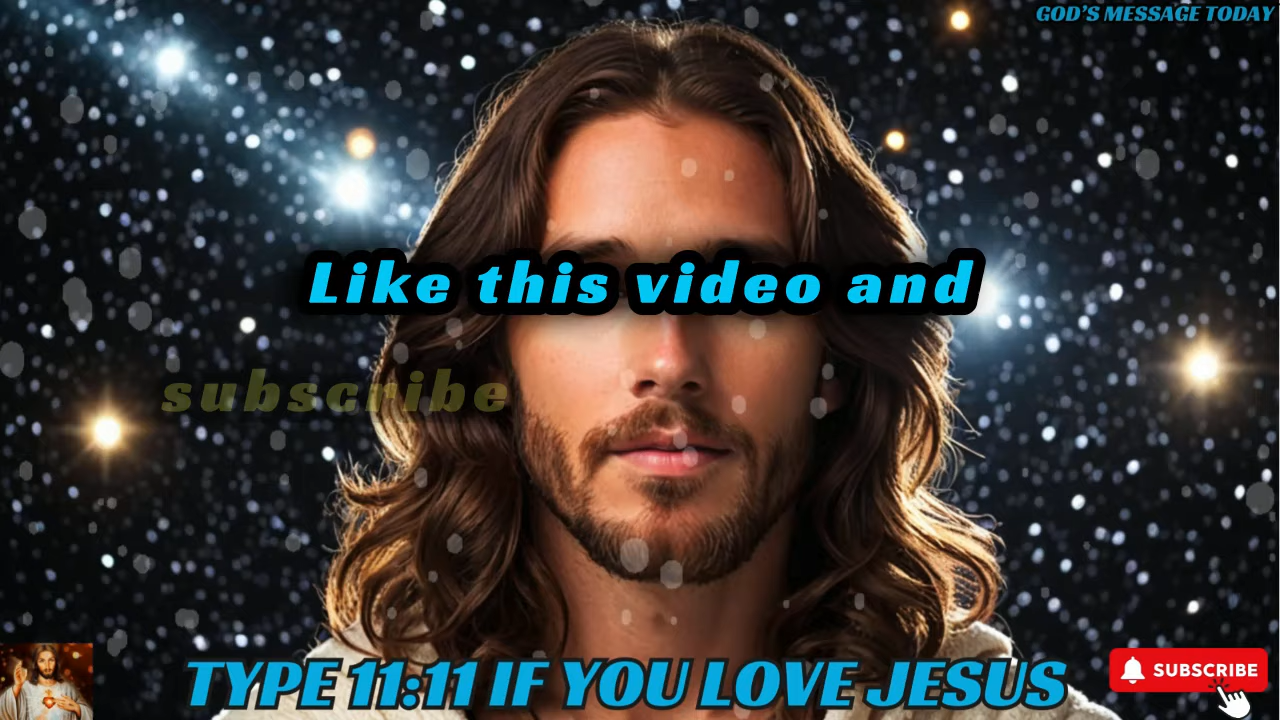 GOD'S MESSAGE TODAY
Like this video and
subscribe
TYPE 11:11 IF YOU LOVE JESUS
SUBSCRIBE